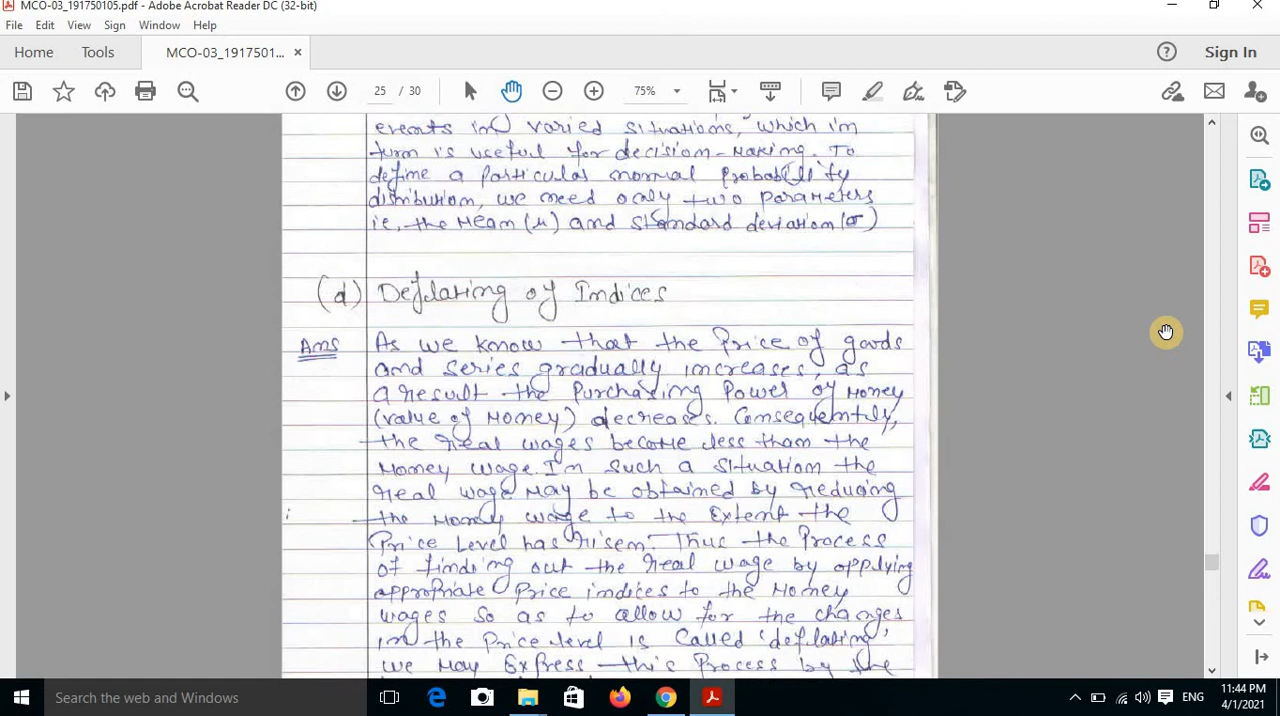 MCO-03_191750105.pdf - Adobe Acrobat Reader DC (32-bit)
File Edit View Sign Window Help
Home Tools MCO-03_1917501... × Sign In
25 / 30 75%
events in varied situations, which in
turn is useful for decision-Making. To
define a particular normal probability
distribution, we need only two parameters
i.e, the Mean (μ) and standard deviation (σ)
(d) Deflating of Indices
Ans As we know that the Price of goods
and series gradually increases, as
a result the Purchasing Power of Money
(value of Money) decreases. Consequently,
the real wages become less than the
Money wage. In such a situation the
real wage May be obtained by reducing
the Money wage to the Extent the
Price Level has risen. Thus the Process
of finding out the real wage by applying
appropriate Price indices to the Money
wages so as to allow for the changes
in the Price level is Called 'deflating'
we May Express this Process by the
Search the web and Windows
ENG
11:44 PM
4/1/2021